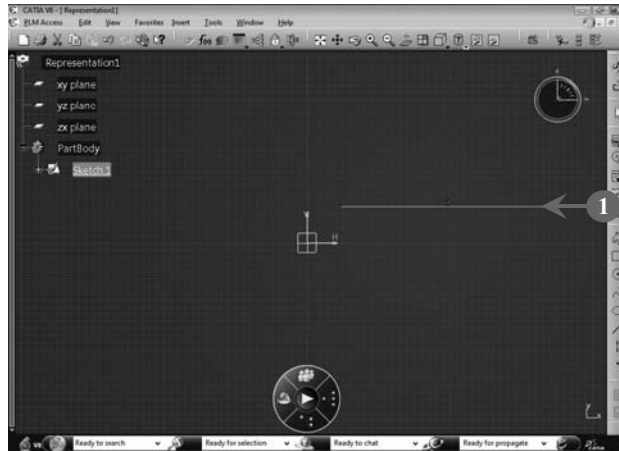 CATIA V6 - [ Representation1]
PLM Access Edit View Favorites Insert Tools Window Help
Representation1
xy plane
yz plane
zx plane
PartBody
Sketch.1
V
H
1
V6
Ready to search
Ready for selection
Ready to chat
Ready for propagate